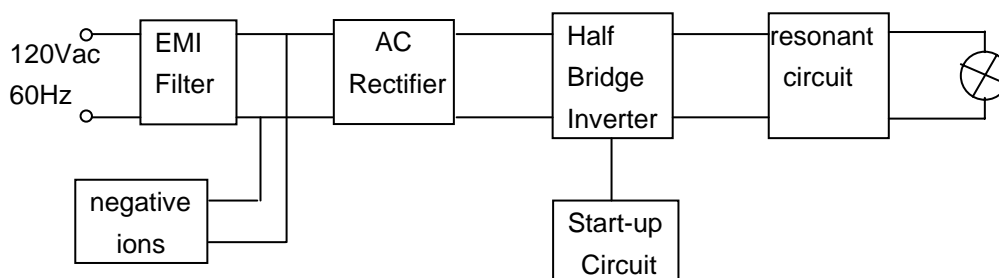 120Vac
60Hz
EMI
Filter
AC
Rectifier
Half
Bridge
Inverter
resonant
circuit
negative
ions
Start-up
Circuit